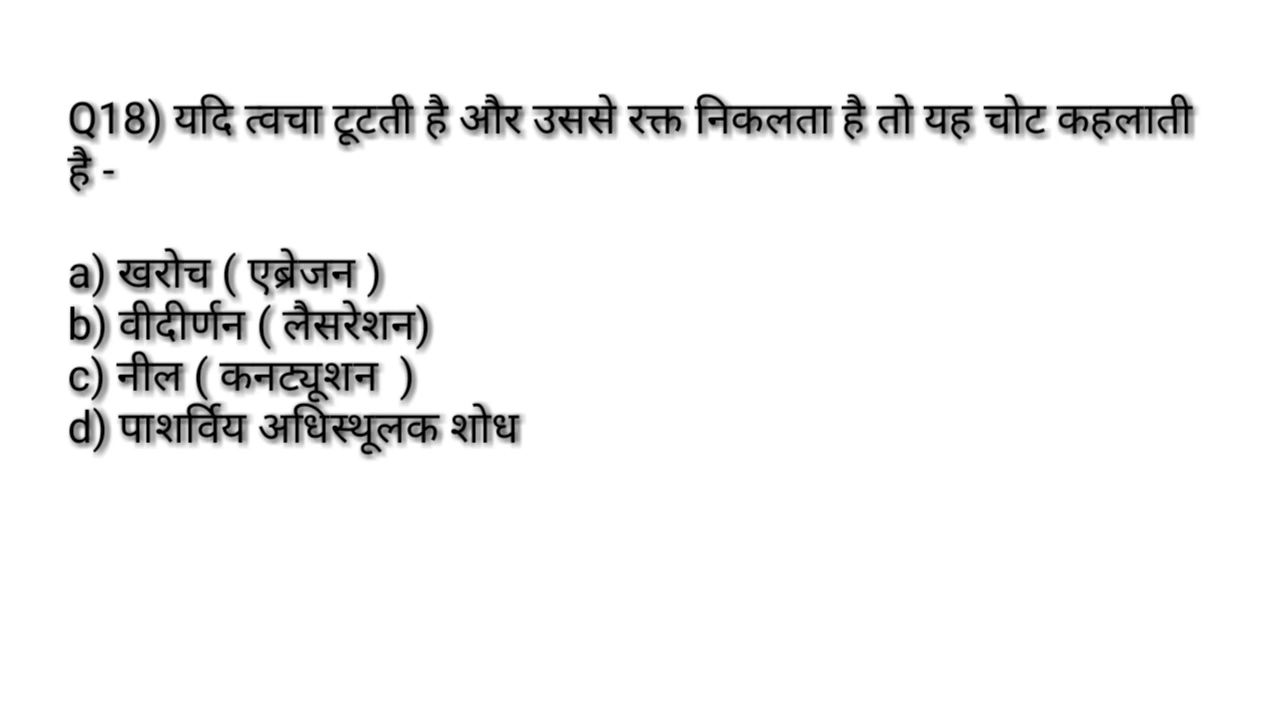 Q18) यदि त्वचा टूटती है और उससे रक्त निकलता है तो यह चोट कहलाती
है -
a) खरोच ( एब्रेजन )
b) वीदीर्णन ( लैसरेशन)
c) नील ( कनट्यूशन  )
d) पाशर्विय अधिस्थूलक शोध